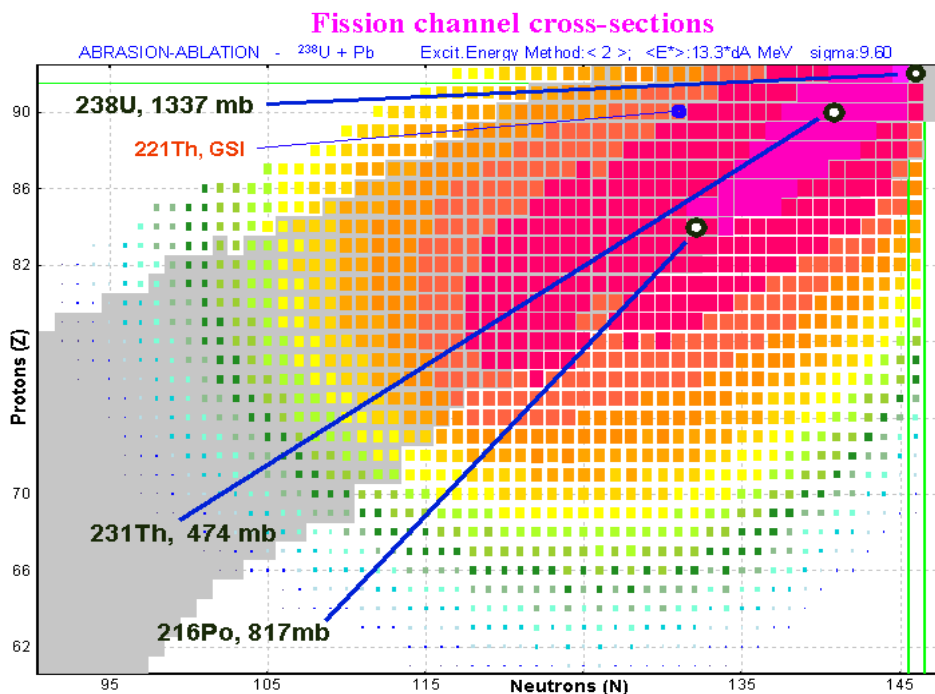 Fission channel cross-sections
ABRASION-ABLATION - ²³⁸U + Pb Excit.Energy Method:< 2 >; <E*>:13.3*dA MeV sigma:9.60
238U, 1337 mb
90
221Th, GSI
86
82
Protons (Z)
70
231Th, 474 mb
66
216Po, 817mb
62
95
105
115
Neutrons (N)
135
145